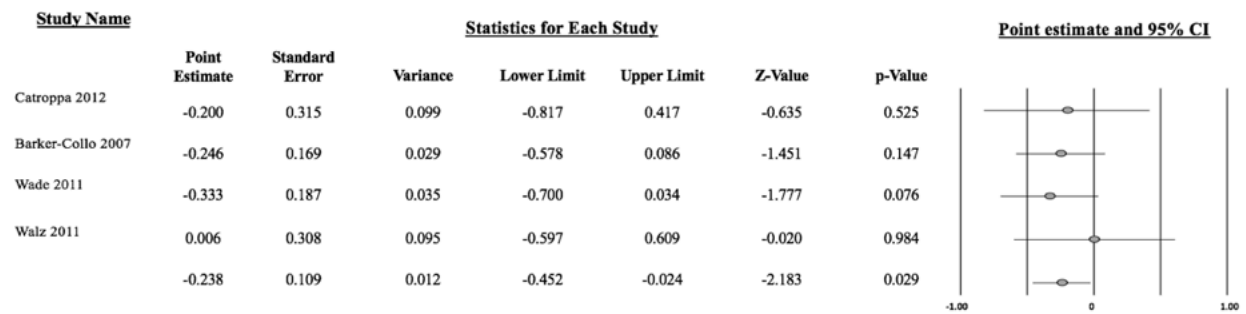 Study Name Statistics for Each Study Point estimate and 95% CI
Point Estimate Standard Error Variance Lower Limit Upper Limit Z-Value p-Value
Catroppa 2012 -0.200 0.315 0.099 -0.817 0.417 -0.635 0.525
Barker-Collo 2007 -0.246 0.169 0.029 -0.578 0.086 -1.451 0.147
Wade 2011 -0.333 0.187 0.035 -0.700 0.034 -1.777 0.076
Walz 2011 0.006 0.308 0.095 -0.597 0.609 -0.020 0.984
-0.238 0.109 0.012 -0.452 -0.024 -2.183 0.029
-1.00 0 1.00